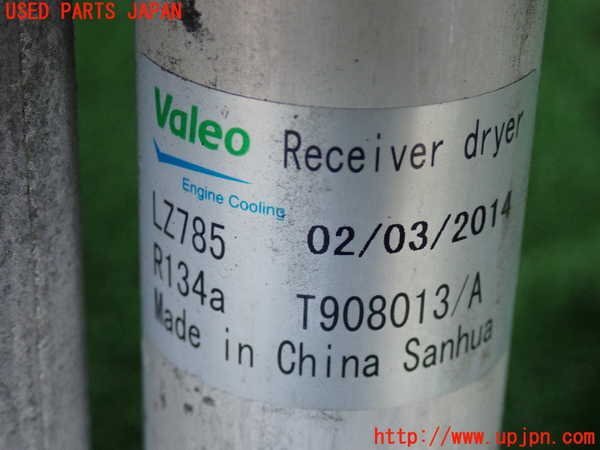 USED PARTS JAPAN
Valeo Receiver dryer
Engine Cooling
LZ785 02/03/2014
R134a T908013/A
Made in China Sanhua
http://www.upjpn.com